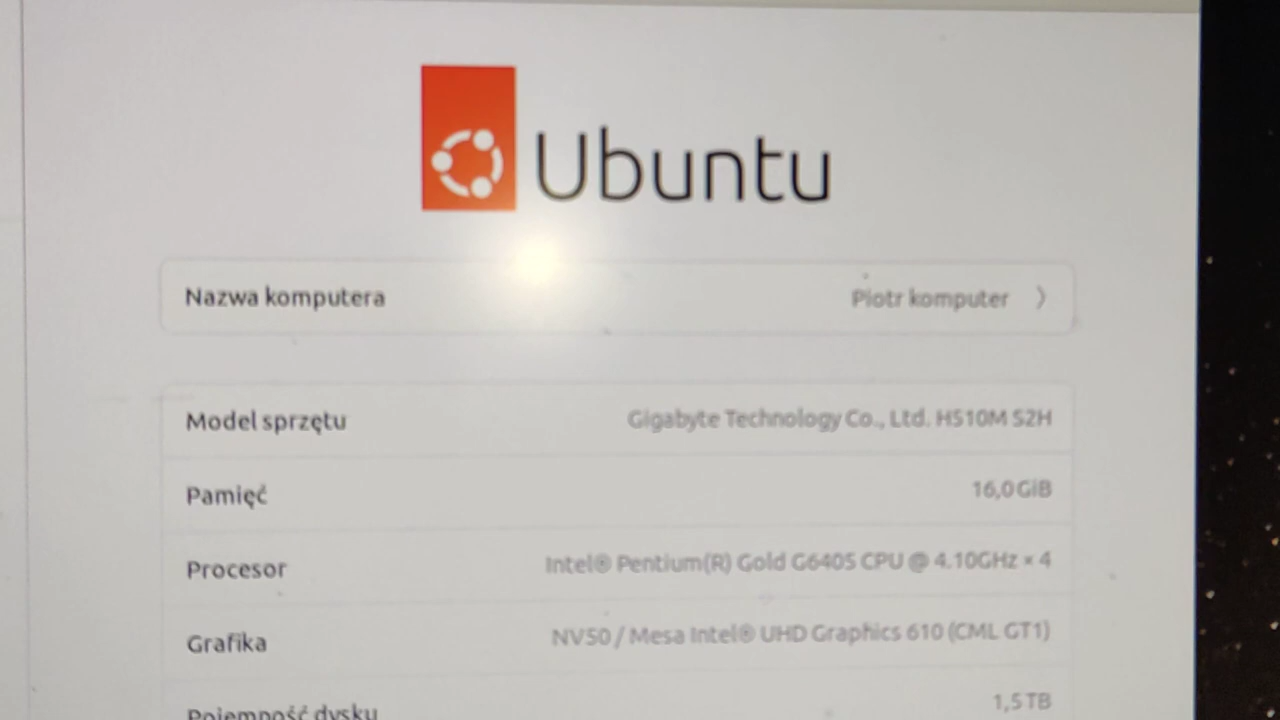 Ubuntu
Nazwa komputera Piotr komputer
Model sprzętu Gigabyte Technology Co., Ltd. H510M S2H
Pamięć 16,0 GiB
Procesor Intel® Pentium(R) Gold G6405 CPU @ 4.10GHz × 4
Grafika NV50 / Mesa Intel® UHD Graphics 610 (CML GT1)
Pojemność dysku 1,5 TB